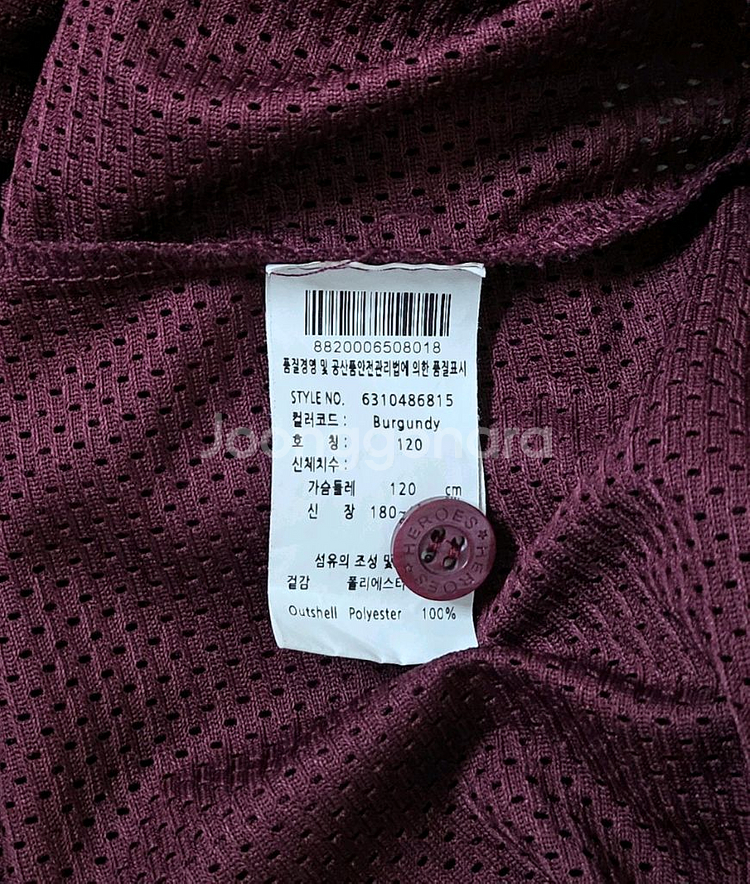 8820006508018
품질경영 및 공산품안전관리법에 의한 품질표시
STYLE NO. 6310486815
컬러코드 : Burgundy
호 칭 : 120
신체치수 :
가슴둘레 120 cm
신 장 180~
섬유의 조성 및
겉감 폴리에스터
Outshell Polyester 100%
HEROES★HEROES★
Joonggonara